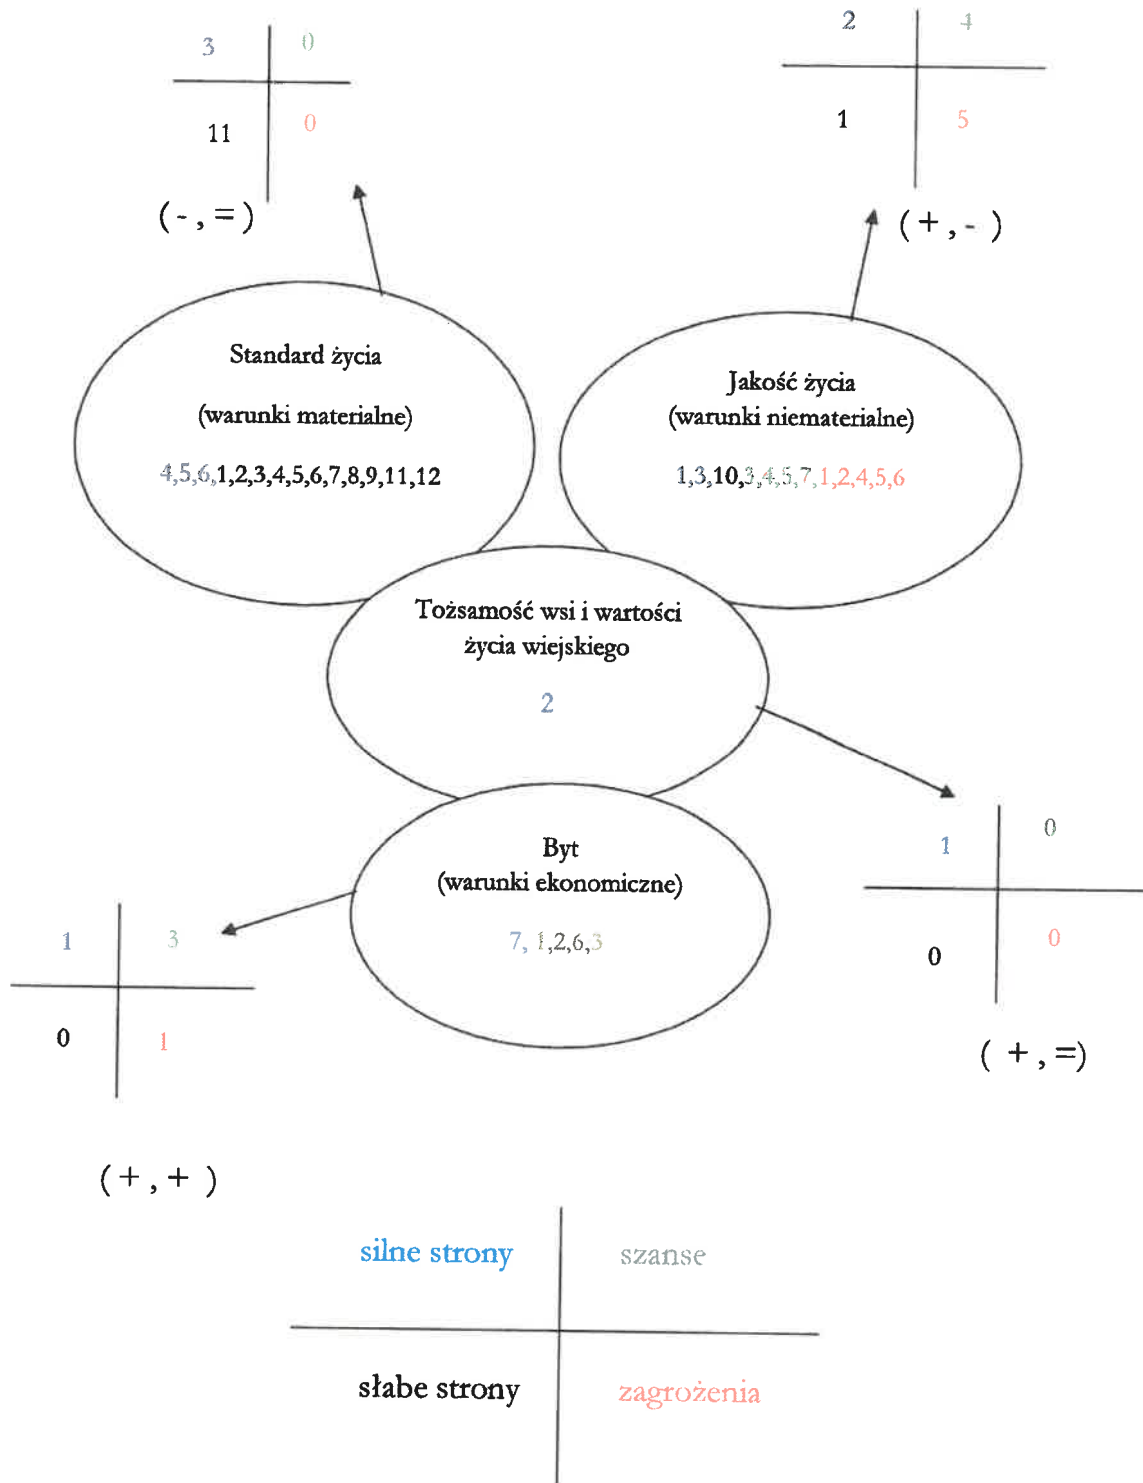 3 0
11 0
(-,=)
2 4
1 5
(+,-)
Standard życia
(warunki materialne)
4,5,6,1,2,3,4,5,6,7,8,9,11,12
Jakość życia
(warunki niematerialne)
1,3,10,3,4,5,7,1,2,4,5,6
Tożsamość wsi i wartości
życia wiejskiego
2
Byt
(warunki ekonomiczne)
7, 1,2,6,3
1 0
0 0
(+,=)
1 3
0 1
(+,+)
silne strony szanse
słabe strony zagrożenia